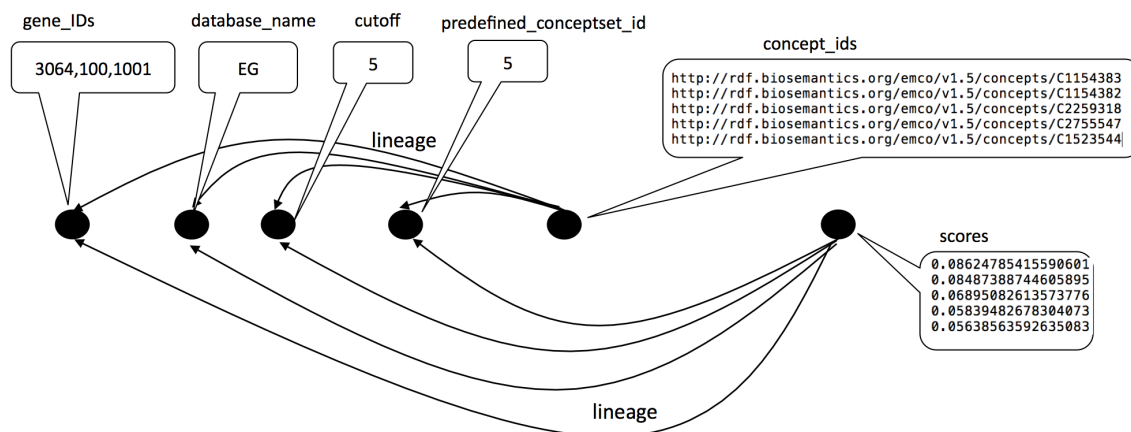 gene_IDs
database_name
cutoff
predefined_conceptset_id
concept_ids
3064,100,1001
EG
5
5
http://rdf.biosemantics.org/emco/v1.5/concepts/C1154383
http://rdf.biosemantics.org/emco/v1.5/concepts/C1154382
http://rdf.biosemantics.org/emco/v1.5/concepts/C2259318
http://rdf.biosemantics.org/emco/v1.5/concepts/C2755547
http://rdf.biosemantics.org/emco/v1.5/concepts/C1523544
lineage
scores
0.08624785415590601
0.08487388744605895
0.06895082613573776
0.05839482678304073
0.05638563592635083
lineage